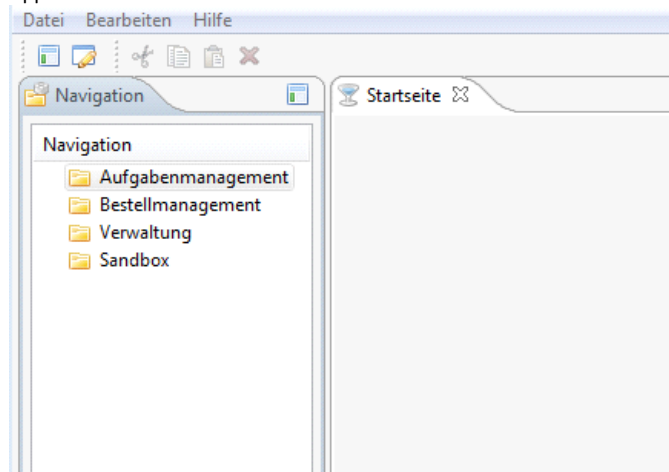 Datei Bearbeiten Hilfe
Navigation
Startseite
Navigation
Aufgabenmanagement
Bestellmanagement
Verwaltung
Sandbox